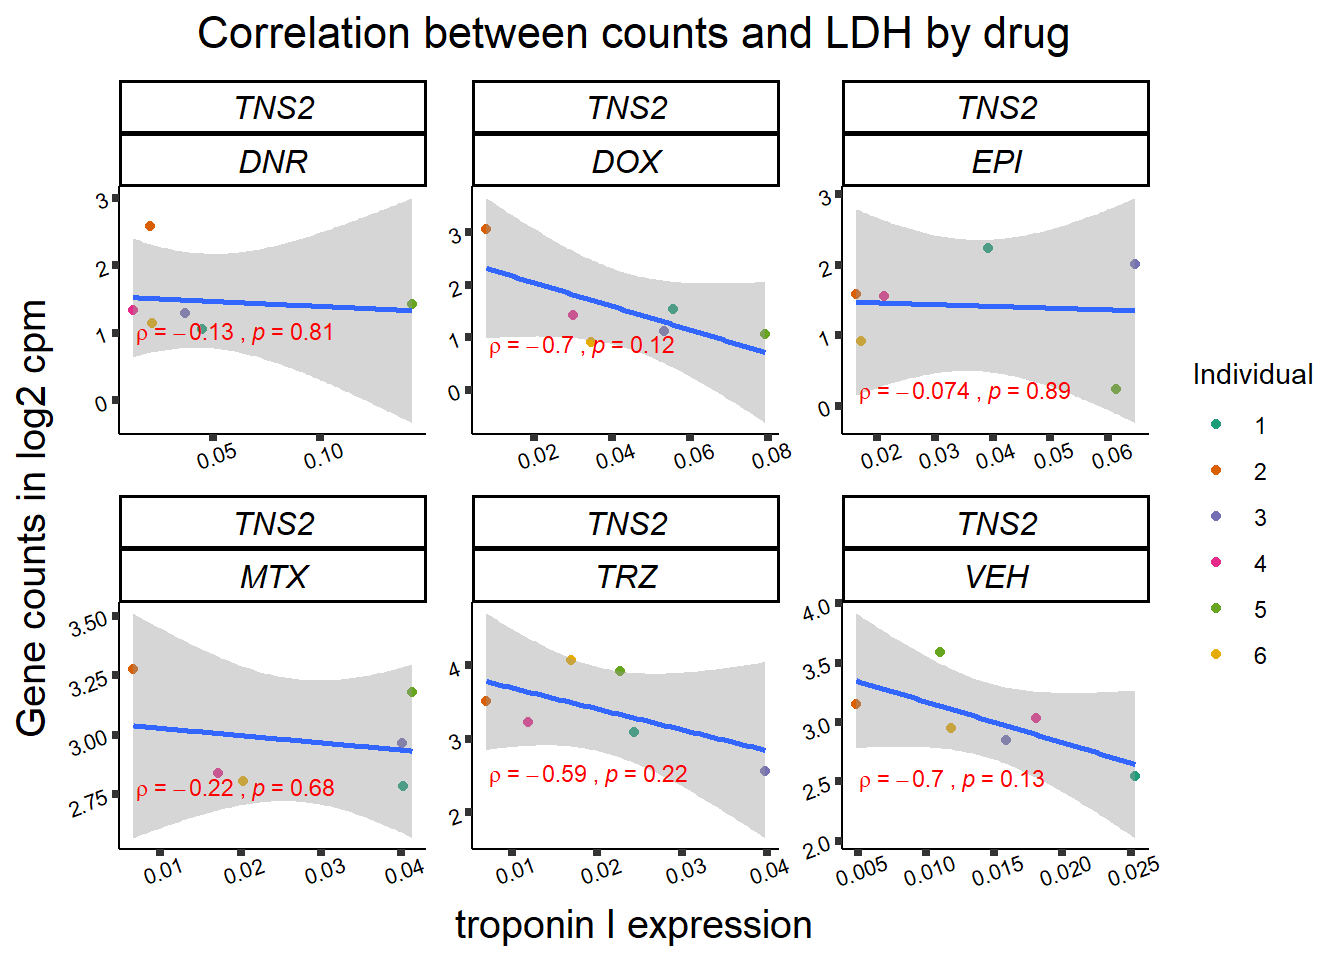 Correlation between counts and LDH by drug
TNS2 TNS2 TNS2
DNR DOX EPI
3
2
1
0
ρ = −0.13 , p = 0.81
0.05 0.10
3
2
1
0
ρ = −0.7 , p = 0.12
0.02 0.04 0.06 0.08
3
2
1
0
ρ = −0.074 , p = 0.89
0.02 0.03 0.04 0.05 0.06
TNS2 TNS2 TNS2
MTX TRZ VEH
3.50
3.25
3.00
2.75
ρ = −0.22 , p = 0.68
0.01 0.02 0.03 0.04
4
3
2
ρ = −0.59 , p = 0.22
0.01 0.02 0.03 0.04
4.0
3.5
3.0
2.5
2.0
ρ = −0.7 , p = 0.13
0.005 0.010 0.015 0.020 0.025
Gene counts in log2 cpm
troponin I expression
Individual
1
2
3
4
5
6